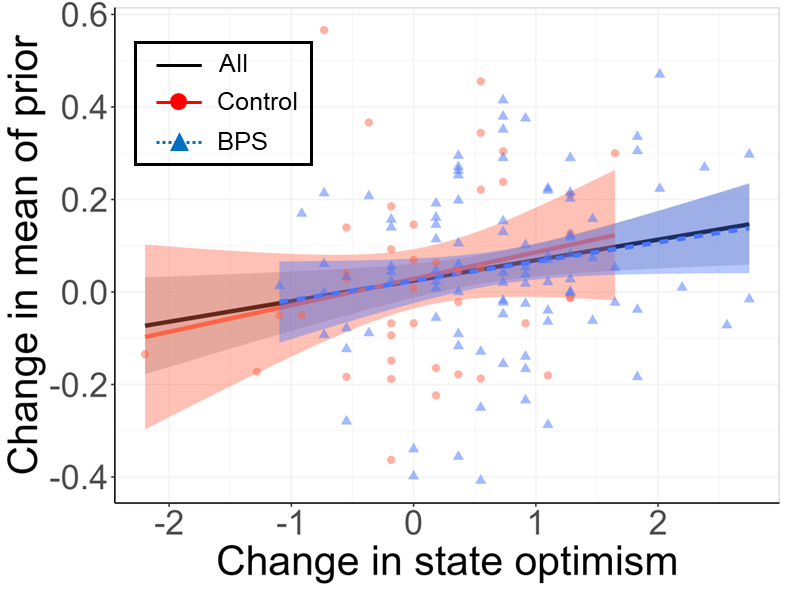 Change in mean of prior
0.6
0.4
0.2
0.0
-0.2
-0.4
All
Control
BPS
-2
-1
0
1
2
Change in state optimism